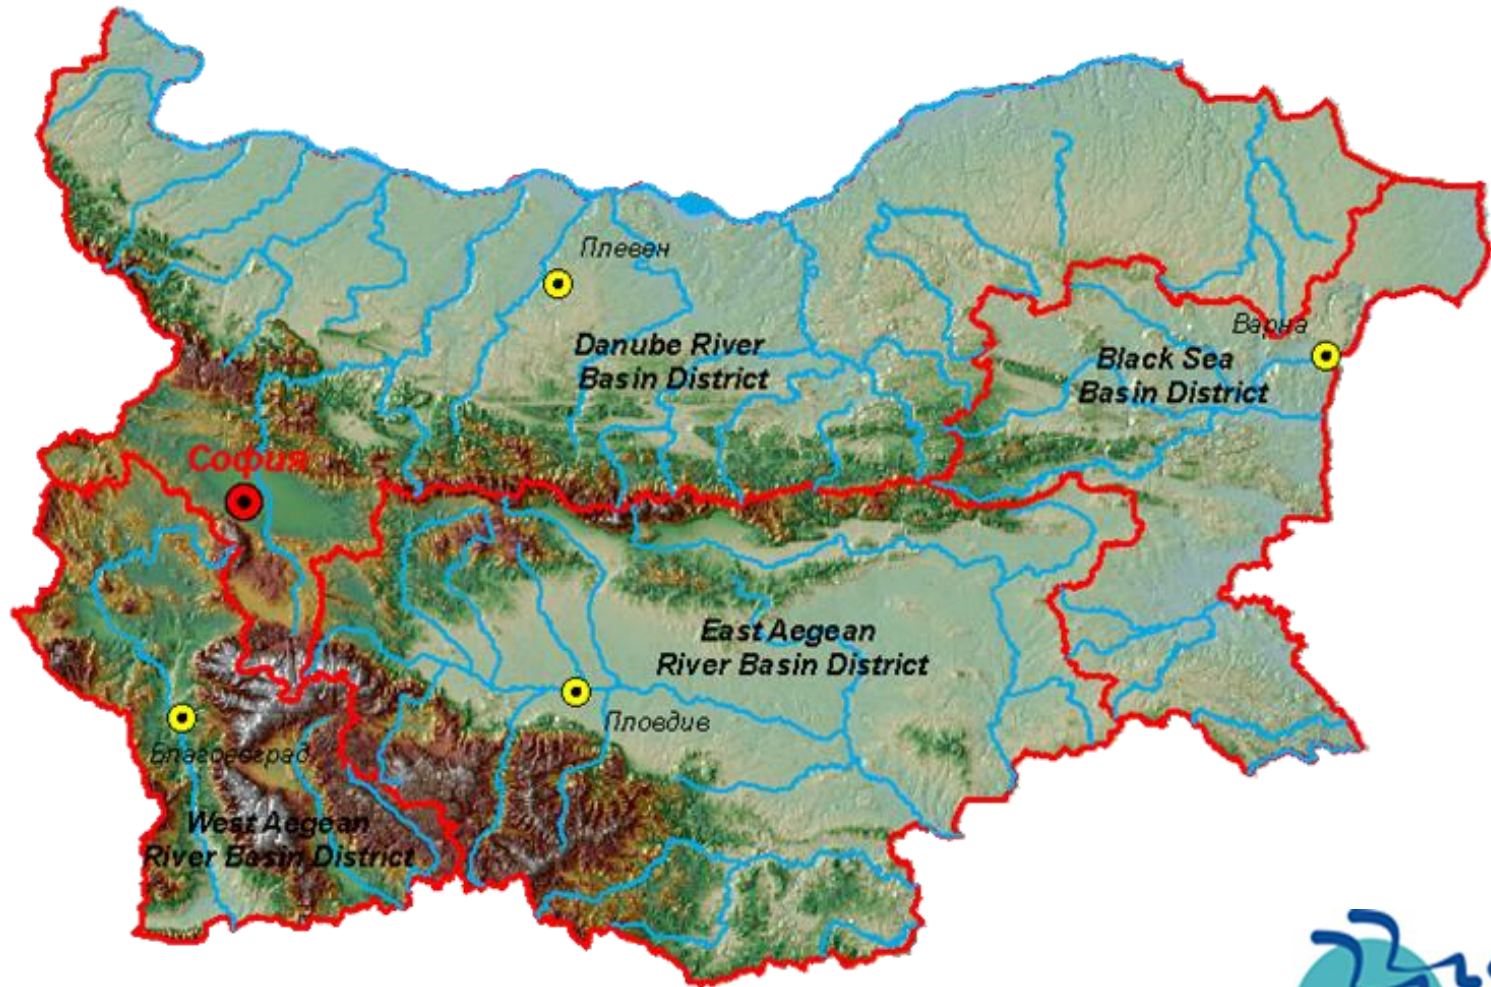 Плевен
Варна
Danube River
Basin District
Black Sea
Basin District
София
East Aegean
River Basin District
Пловдив
Благоевград
West Aegean
River Basin District